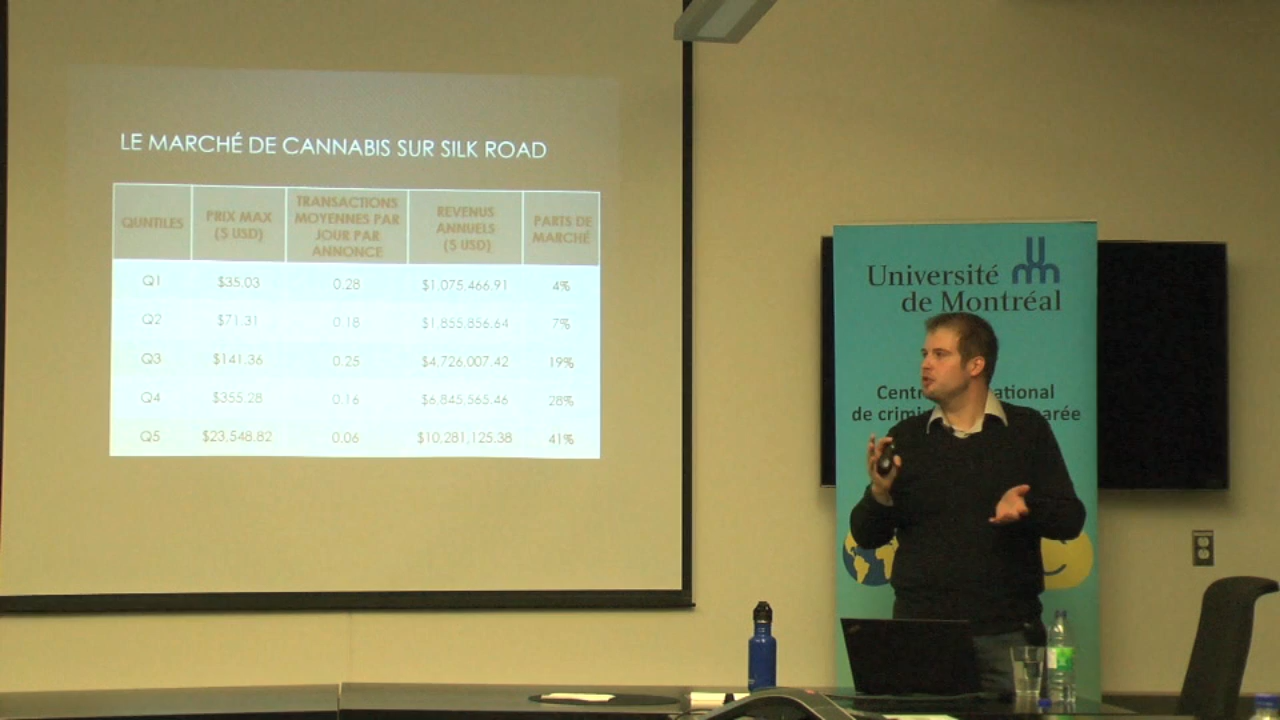 LE MARCHÉ DE CANNABIS SUR SILK ROAD
QUNTILES PRIX MAX ($ USD) TRANSACTIONS MOYENNES PAR JOUR PAR ANNONCE REVENUS ANNUELS ($ USD) PARTS DE MARCHÉ
Q1 $35.03 0.28 $1,075,466.91 4%
Q2 $71.31 0.18 $1,855,856.64 7%
Q3 $141.36 0.25 $4,726,007.42 19%
Q4 $355.28 0.16 $6,845,565.46 28%
Q5 $23,548.82 0.06 $10,281,125.38 41%
Université
de Montréal